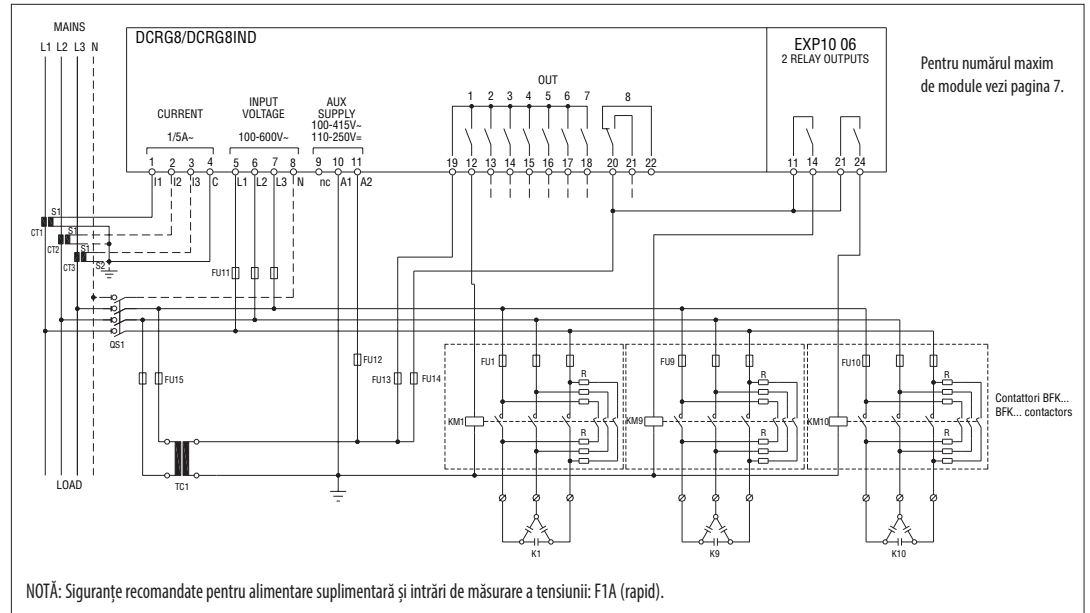 MAINS
L1 L2 L3 N
DCRG8/DCRG8IND
EXP10 06
2 RELAY OUTPUTS
Pentru numărul maxim
de module vezi pagina 7.
CURRENT
1/5A~
INPUT
VOLTAGE
100-600V~
AUX
SUPPLY
100-415V~
110-250V=
OUT
1 2 3 4 5 6 7 8
1 2 3 4 5 6 7 8 9 10 11 19 12 13 14 15 16 17 18 20 21 22 11 14 21 24
I1 I2 I3 C L1 L2 L3 N nc A1 A2
S1
CT1
S1
CT2
S1
CT3
S2
FU11
QS1
FU15
FU12
FU13
FU14
FU1
R
FU9
R
FU10
R
Contattori BFK...
BFK... contactors
KM1
R
KM9
R
KM10
R
LOAD
TC1
K1
K9
K10
NOTĂ: Siguranțe recomandate pentru alimentare suplimentară și intrări de măsurare a tensiunii: F1A (rapid).